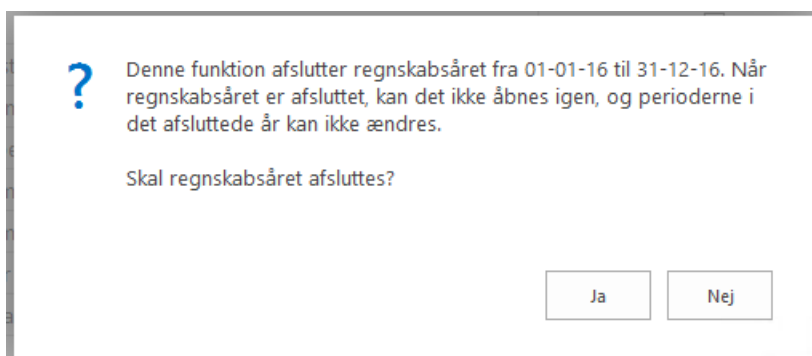 Denne funktion afslutter regnskabsåret fra 01-01-16 til 31-12-16. Når
regnskabsåret er afsluttet, kan det ikke åbnes igen, og perioderne i
det afsluttede år kan ikke ændres.
Skal regnskabsåret afsluttes?
Ja
Nej